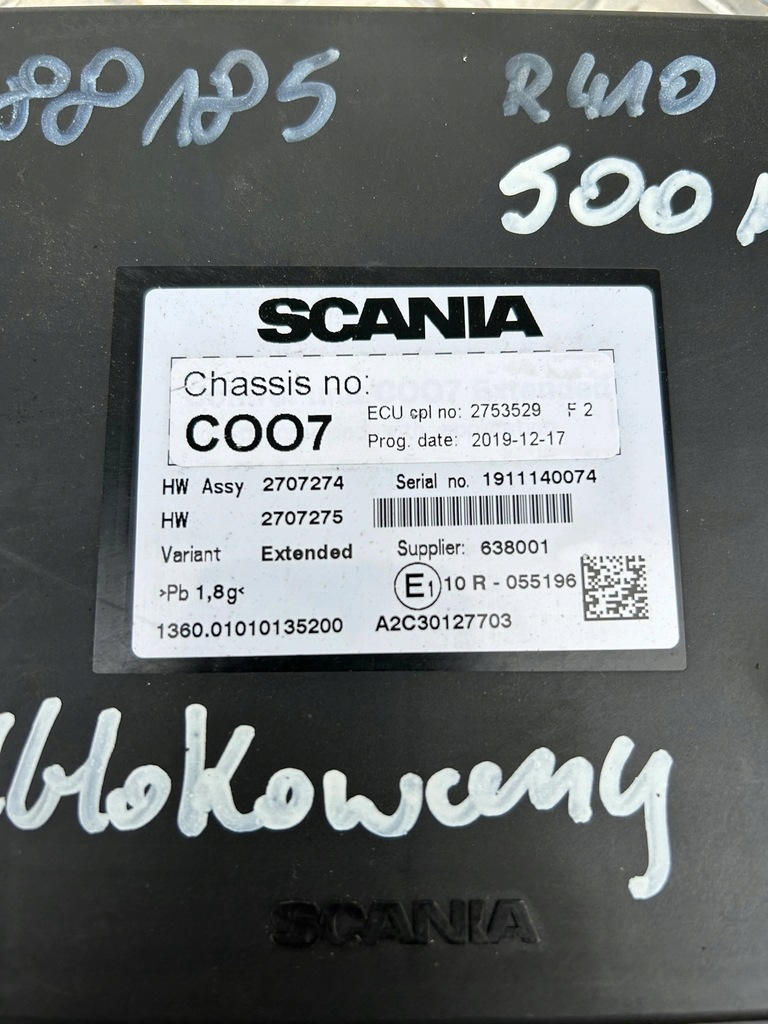 88185
R410
500
SCANIA
Chassis no:
COO7
ECU cpl no: 2753529 F 2
Prog. date: 2019-12-17
HW Assy 2707274 Serial no. 1911140074
HW 2707275
Variant Extended Supplier: 638001
>Pb 1,8g< E1 10 R - 055196
1360.01010135200 A2C30127703
blokowany
SCANIA